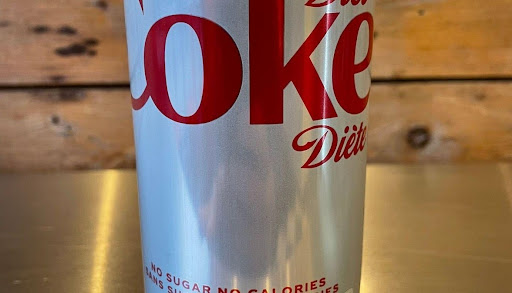 Coke
Diète
NO SUGAR NO CALORIES
SANS